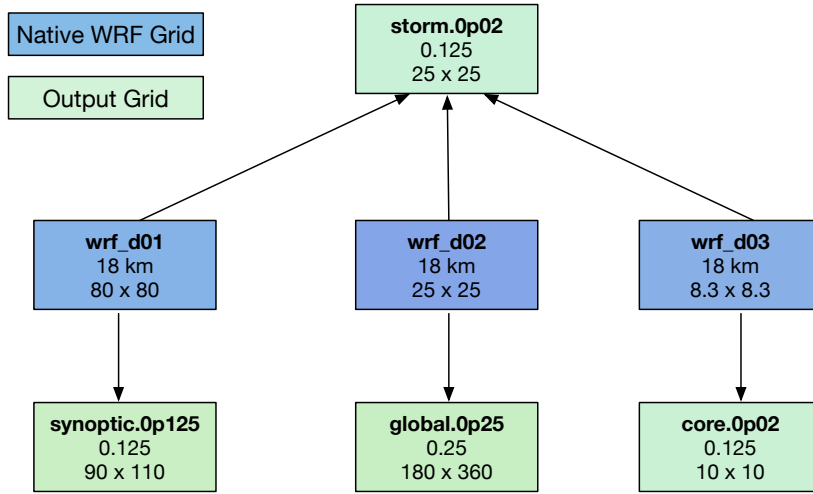 Native WRF Grid
Output Grid
storm.0p02
0.125
25 x 25
wrf_d01
18 km
80 x 80
wrf_d02
18 km
25 x 25
wrf_d03
18 km
8.3 x 8.3
synoptic.0p125
0.125
90 x 110
global.0p25
0.25
180 x 360
core.0p02
0.125
10 x 10